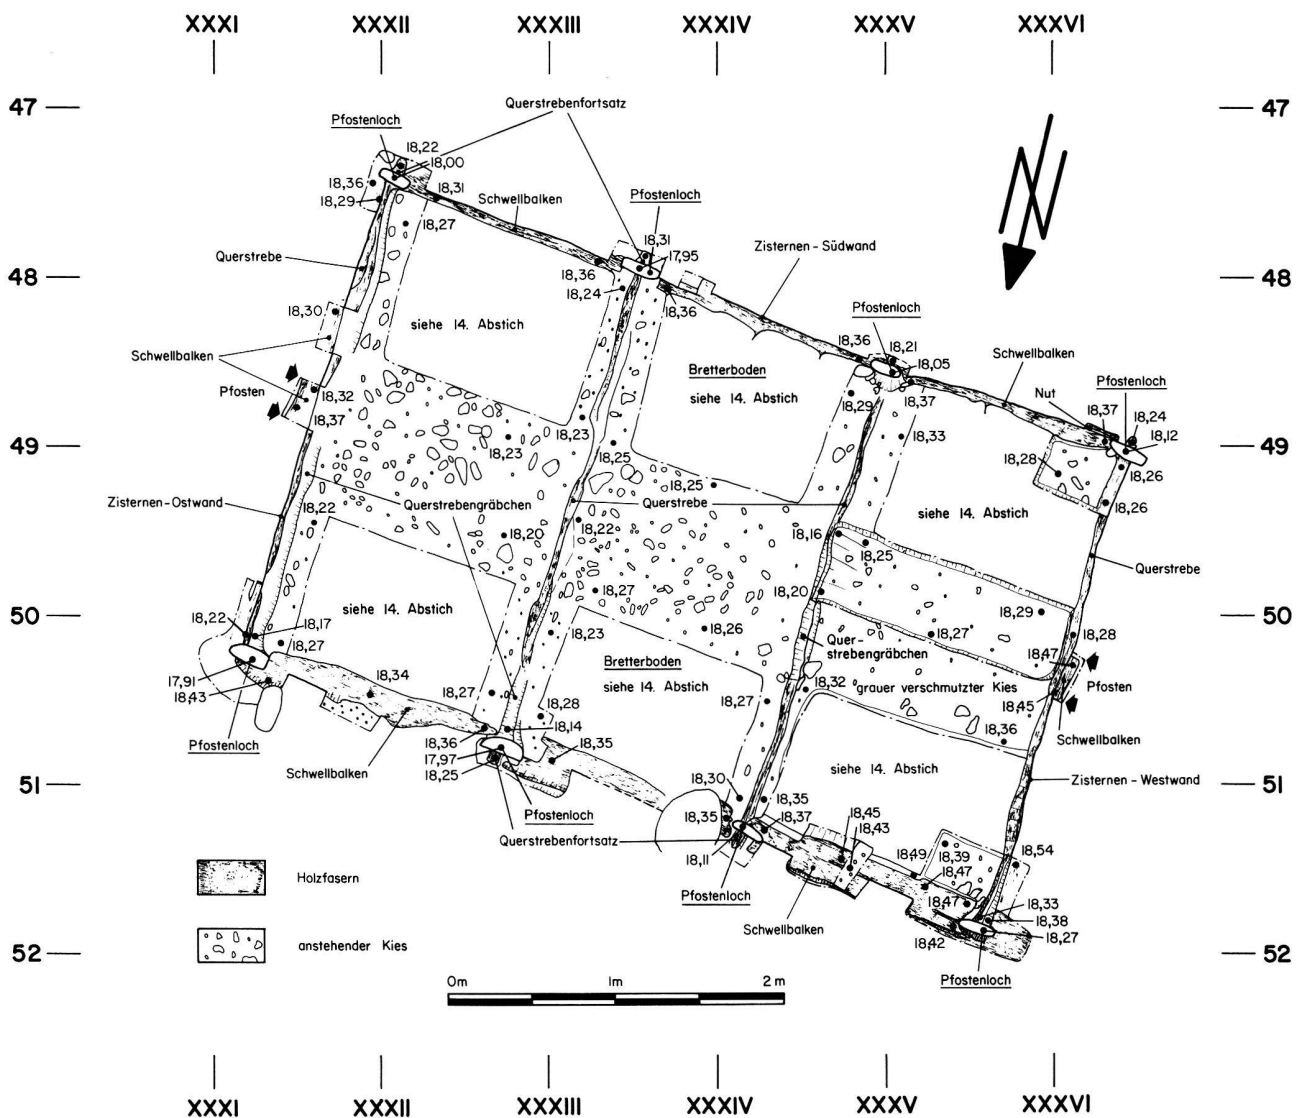 XXXI XXXII XXXIII XXXIV XXXV XXXVI
47 47
Querstrebenfortsatz
Pfostenloch
18,22
18,00
18,36
18,31
Schwellbalken
18,29
Pfostenloch
18,27
18,31
Zisternen-Südwand
17,95
Querstrebe
18,36
48 48
18,24
18,36
Pfostenloch
18,30
siehe 14. Abstich
18,36
18,21
Schwellbalken
Schwellbalken
18,05
Pfostenloch
Bretterboden
Pfosten
18,32
siehe 14. Abstich
18,29
18,37
Nut
18,37
18,24
18,37
18,23
18,33
18,12
49 49
18,23
18,25
18,28
18,26
18,25
Zisternen-Ostwand
Querstrebengräbchen
Querstrebe
18,26
siehe 14. Abstich
18,22
18,20
18,22
18,16
18,25
Querstrebe
18,27
18,20
siehe 14. Abstich
18,29
50 50
18,22
18,17
18,23
18,26
18,27
18,28
18,27
Bretterboden
Quer-
strebengräbchen
18,47
17,91
siehe 14. Abstich
18,32
grauer verschmutzter Kies
Pfosten
18,43
18,34
18,27
18,28
18,27
18,45
18,14
18,36
Pfostenloch
18,36
18,35
Schwellbalken
17,97
siehe 14. Abstich
Schwellbalken
18,25
18,30
Zisternen-Westwand
51 51
Pfostenloch
18,35
18,35
18,37
18,45
18,43
Querstrebenfortsatz
18,11
18,49
18,39
18,54
18,47
Holzfasern
Pfostenloch
18,47
18,33
18,38
Schwellbalken
18,42
18,27
anstehender Kies
52 52
Pfostenloch
0m 1m 2 m
XXXI XXXII XXXIII XXXIV XXXV XXXVI